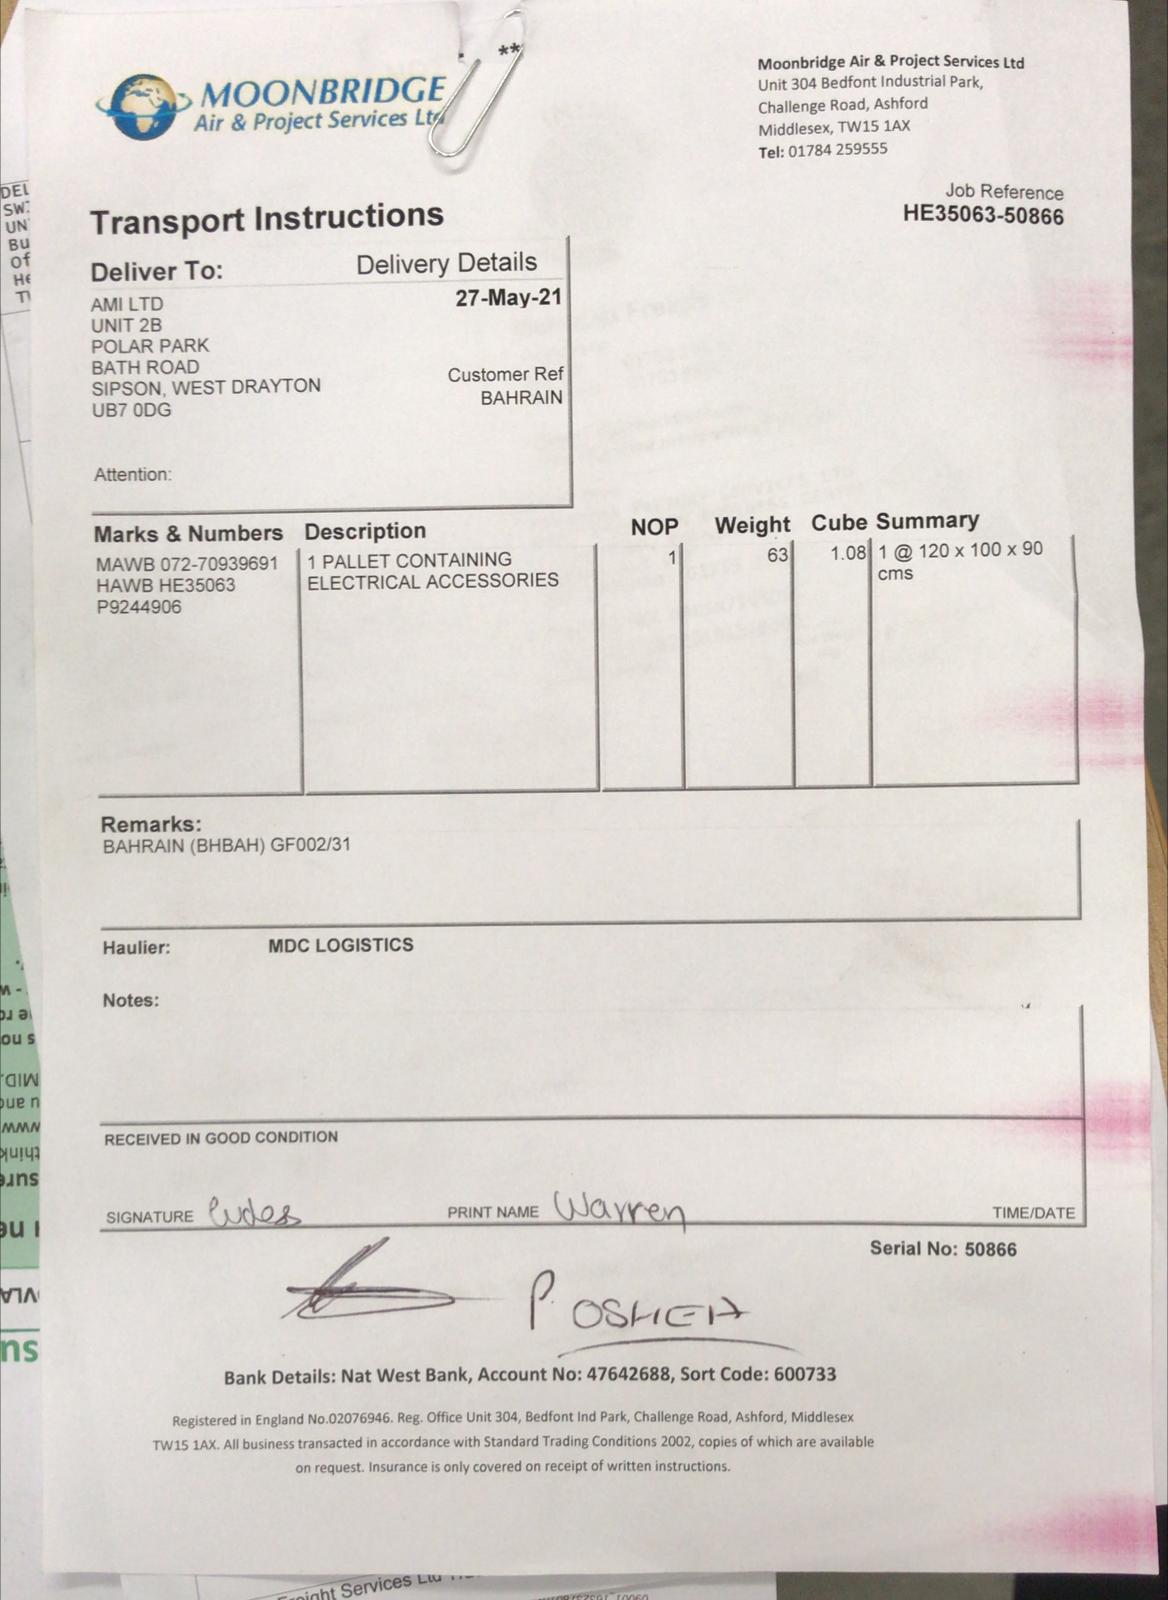 **
MOONBRIDGE
Air & Project Services Ltd
Moonbridge Air & Project Services Ltd
Unit 304 Bedfont Industrial Park,
Challenge Road, Ashford
Middlesex, TW15 1AX
Tel: 01784 259555
Job Reference
HE35063-50866
Transport Instructions
Deliver To: Delivery Details
AMI LTD 27-May-21
UNIT 2B
POLAR PARK
BATH ROAD Customer Ref
SIPSON, WEST DRAYTON BAHRAIN
UB7 0DG
Attention:
Marks & Numbers Description NOP Weight Cube Summary
MAWB 072-70939691 1 PALLET CONTAINING 1 63 1.08 1 @ 120 x 100 x 90
HAWB HE35063 ELECTRICAL ACCESSORIES cms
P9244906
Remarks:
BAHRAIN (BHBAH) GF002/31
Haulier: MDC LOGISTICS
Notes:
RECEIVED IN GOOD CONDITION
SIGNATURE PRINT NAME Warren TIME/DATE
Serial No: 50866
P. OSHEA
Bank Details: Nat West Bank, Account No: 47642688, Sort Code: 600733
Registered in England No.02076946. Reg. Office Unit 304, Bedfont Ind Park, Challenge Road, Ashford, Middlesex
TW15 1AX. All business transacted in accordance with Standard Trading Conditions 2002, copies of which are available
on request. Insurance is only covered on receipt of written instructions.